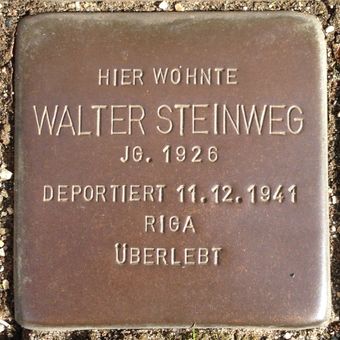 HIER WOHNTE
WALTER STEINWEG
JG. 1926
DEPORTIERT 11.12.1941
RIGA
ÜBERLEBT